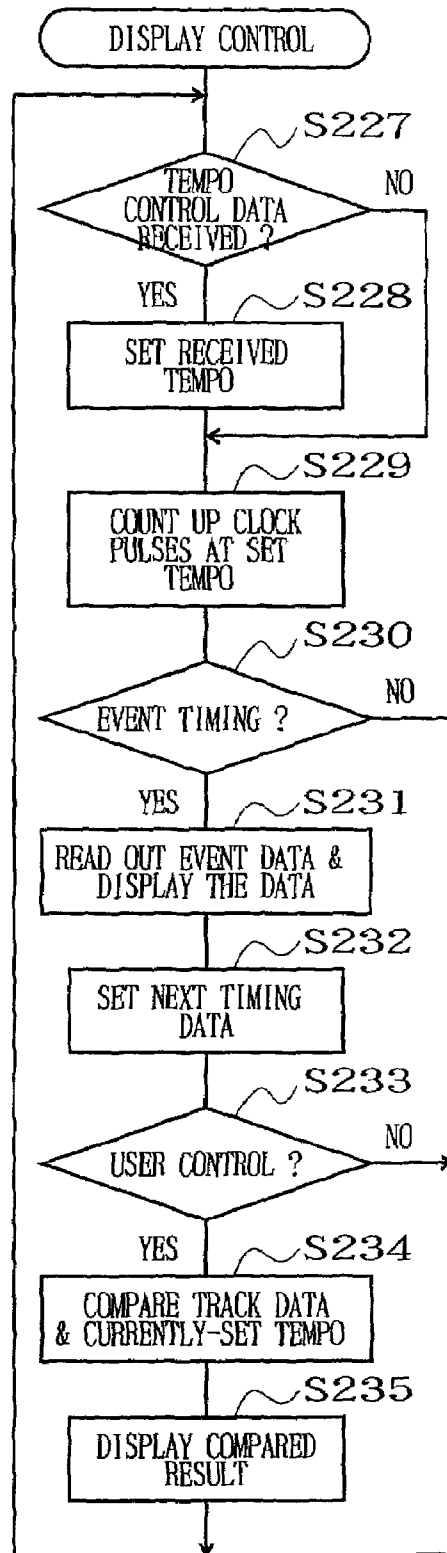 DISPLAY CONTROL
S227
TEMPO
CONTROL DATA
RECEIVED ?
NO
YES
S228
SET RECEIVED
TEMPO
S229
COUNT UP CLOCK
PULSES AT SET
TEMPO
S230
EVENT TIMING ?
NO
YES
S231
READ OUT EVENT DATA &
DISPLAY THE DATA
S232
SET NEXT TIMING
DATA
S233
USER CONTROL ?
NO
YES
S234
COMPARE TRACK DATA
& CURRENTLY-SET TEMPO
S235
DISPLAY COMPARED
RESULT